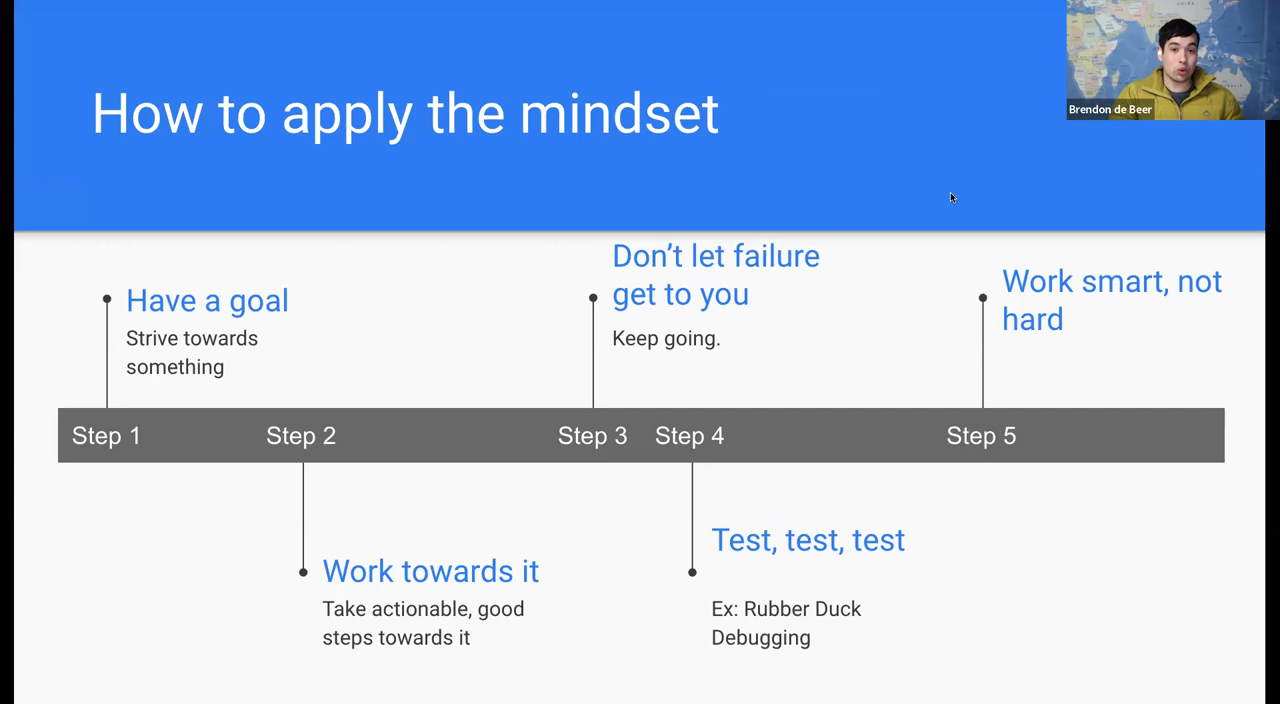 How to apply the mindset
Brendon de Beer
Have a goal
Strive towards
something
Don’t let failure
get to you
Keep going.
Work smart, not
hard
Step 1
Step 2
Step 3
Step 4
Step 5
Work towards it
Take actionable, good
steps towards it
Test, test, test
Ex: Rubber Duck
Debugging